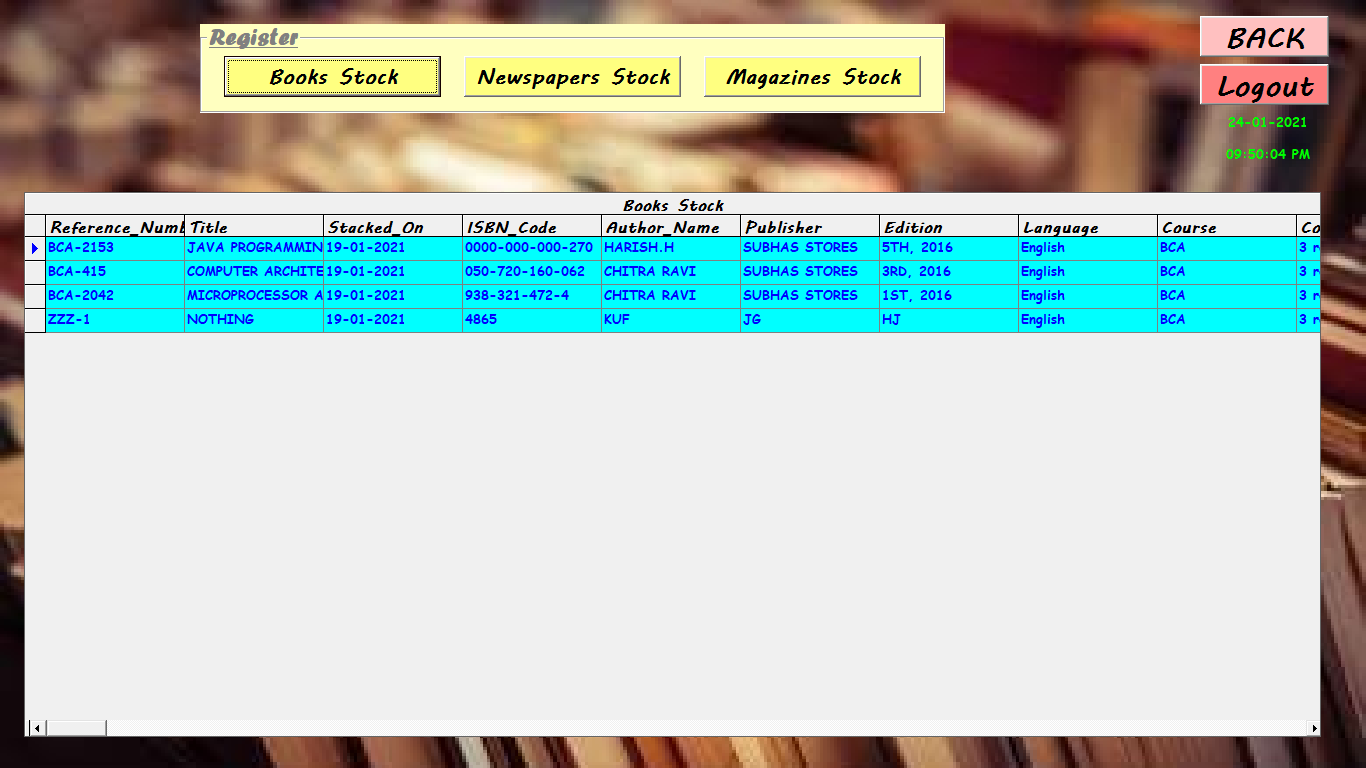 Register
Books Stock Newspapers Stock Magazines Stock
BACK
Logout
24-01-2021
09:50:04 PM
Books Stock
Reference_Numb Title Stacked_On ISBN_Code Author_Name Publisher Edition Language Course Co
BCA-2153 JAVA PROGRAMMIN 19-01-2021 0000-000-000-270 HARISH.H SUBHAS STORES 5TH, 2016 English BCA 3 r
BCA-415 COMPUTER ARCHITE 19-01-2021 050-720-160-062 CHITRA RAVI SUBHAS STORES 3RD, 2016 English BCA 3 r
BCA-2042 MICROPROCESSOR A 19-01-2021 938-321-472-4 CHITRA RAVI SUBHAS STORES 1ST, 2016 English BCA 3 r
ZZZ-1 NOTHING 19-01-2021 4865 KUF JG HJ English BCA 3 r